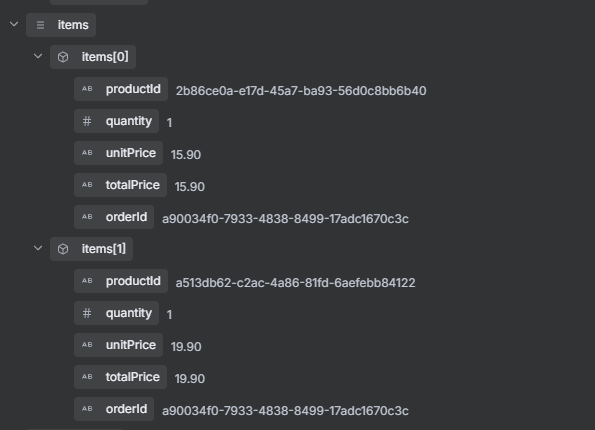 items
items[0]
AB productId 2b86ce0a-e17d-45a7-ba93-56d0c8bb6b40
# quantity 1
AB unitPrice 15.90
AB totalPrice 15.90
AB orderId a90034f0-7933-4838-8499-17adc1670c3c
items[1]
AB productId a513db62-c2ac-4a86-81fd-6aefebb84122
# quantity 1
AB unitPrice 19.90
AB totalPrice 19.90
AB orderId a90034f0-7933-4838-8499-17adc1670c3c